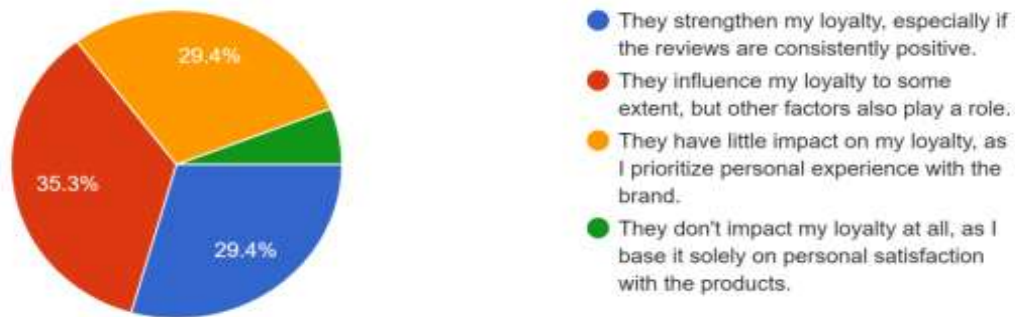 29.4%
35.3%
29.4%
They strengthen my loyalty, especially if
the reviews are consistently positive.
They influence my loyalty to some
extent, but other factors also play a role.
They have little impact on my loyalty, as
I prioritize personal experience with the
brand.
They don't impact my loyalty at all, as I
base it solely on personal satisfaction
with the products.